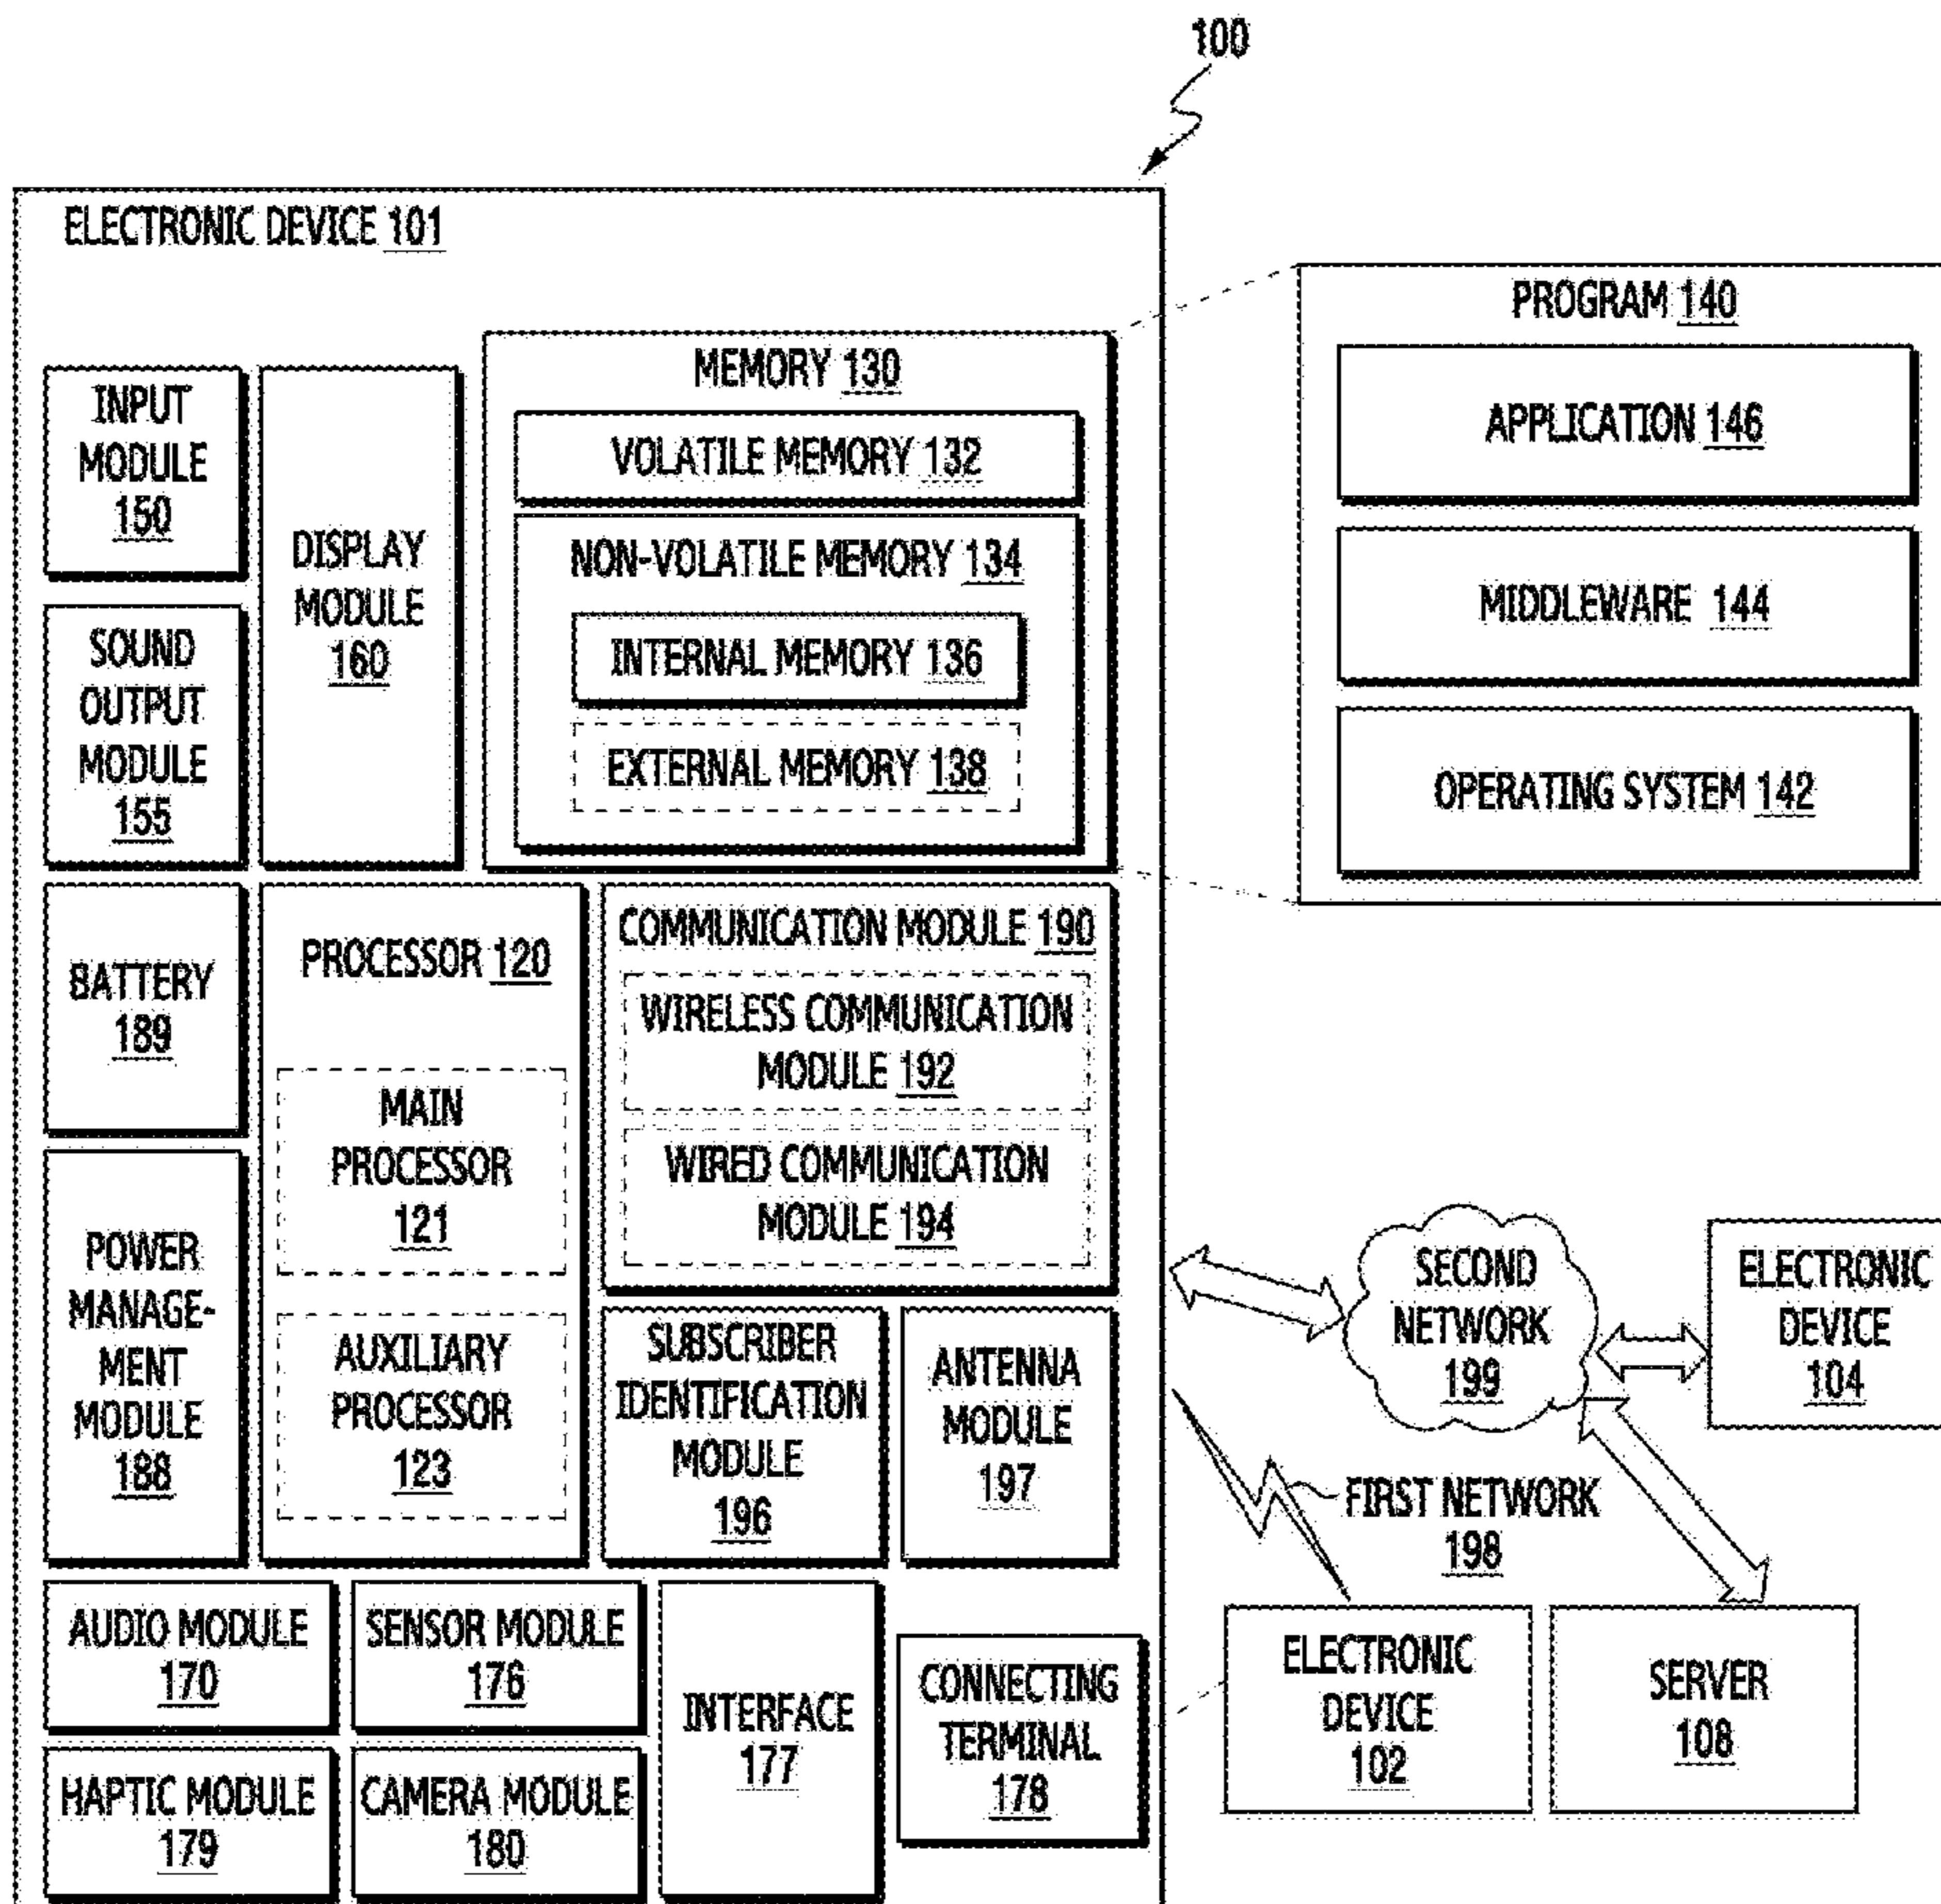 100
ELECTRONIC DEVICE 101
PROGRAM 140
APPLICATION 146
MIDDLEWARE 144
OPERATING SYSTEM 142
MEMORY 130
VOLATILE MEMORY 132
NON-VOLATILE MEMORY 134
INTERNAL MEMORY 136
EXTERNAL MEMORY 138
INPUT
MODULE
150
SOUND
OUTPUT
MODULE
155
DISPLAY
MODULE
160
BATTERY
189
POWER
MANAGE-
MENT
MODULE
188
PROCESSOR 120
MAIN
PROCESSOR
121
AUXILIARY
PROCESSOR
123
COMMUNICATION MODULE 190
WIRELESS COMMUNICATION
MODULE 192
WIRED COMMUNICATION
MODULE 194
SUBSCRIBER
IDENTIFICATION
MODULE
196
ANTENNA
MODULE
197
SECOND
NETWORK
199
ELECTRONIC
DEVICE
104
FIRST NETWORK
198
AUDIO MODULE
170
SENSOR MODULE
176
INTERFACE
177
CONNECTING
TERMINAL
178
HAPTIC MODULE
179
CAMERA MODULE
180
ELECTRONIC
DEVICE
102
SERVER
108